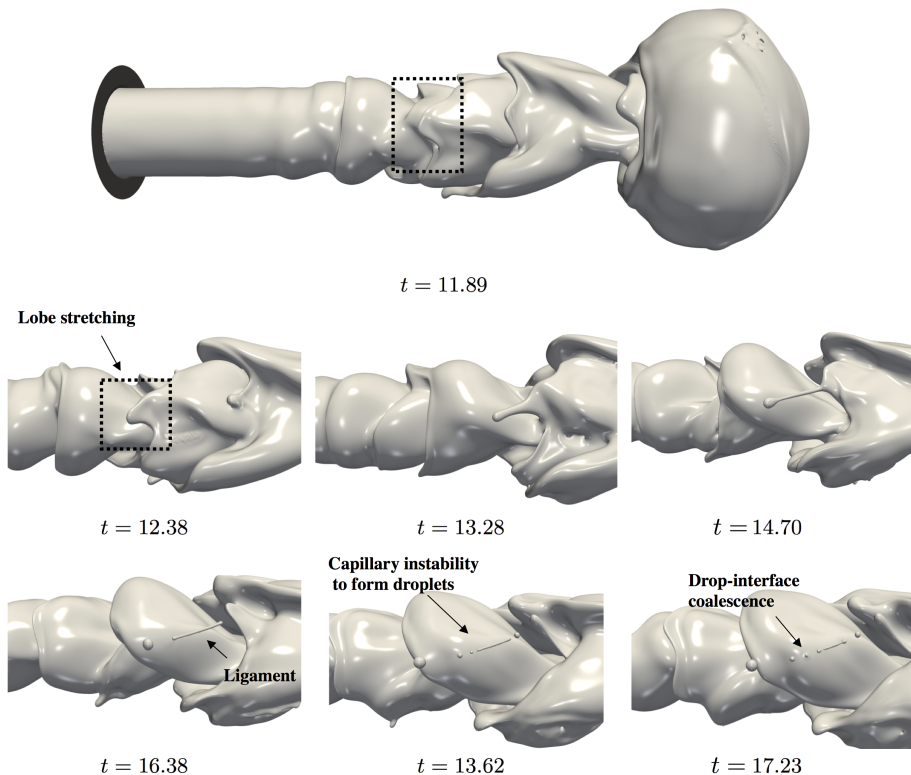 t = 11.89
Lobe stretching
t = 12.38
t = 13.28
t = 14.70
Capillary instability
to form droplets
Drop-interface
coalescence
Ligament
t = 16.38
t = 13.62
t = 17.23